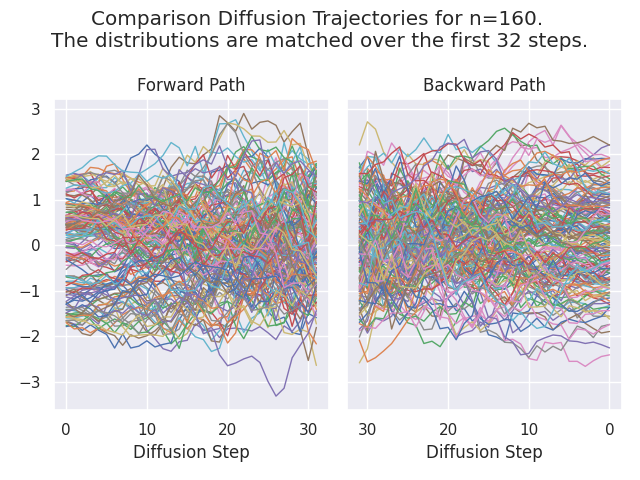 Comparison Diffusion Trajectories for n=160.
The distributions are matched over the first 32 steps.
Forward Path
Backward Path
3
2
1
0
−1
−2
−3
0 10 20 30
30 20 10 0
Diffusion Step
Diffusion Step